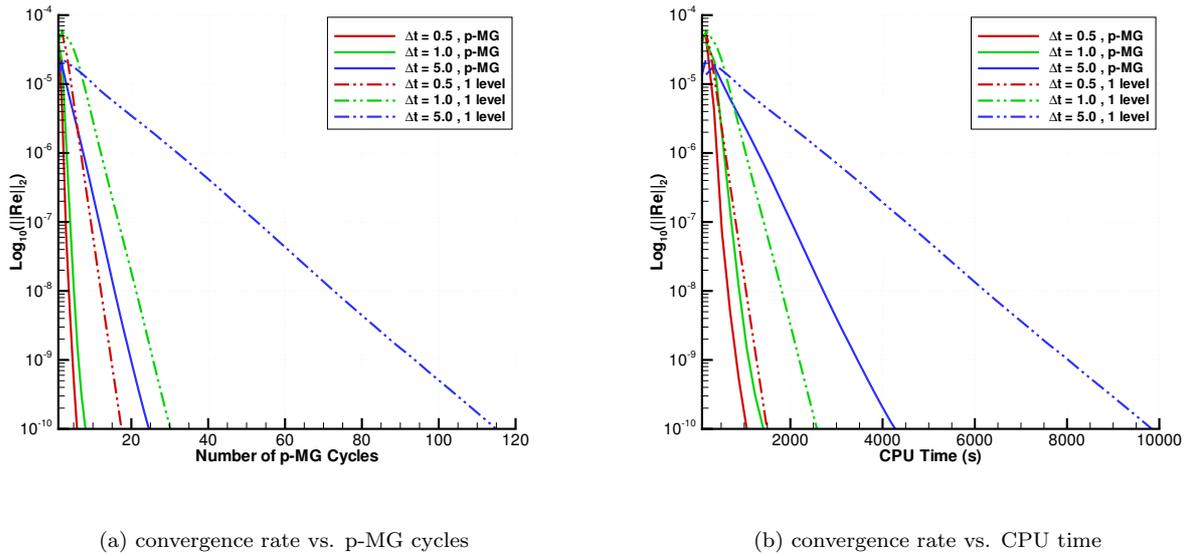 10-4
10-5
10-6
10-7
10-8
10-9
10-10
Log10(||Re||2)
20 40 60 80 100 120
Number of p-MG Cycles
Δt = 0.5 , p-MG
Δt = 1.0 , p-MG
Δt = 5.0 , p-MG
Δt = 0.5 , 1 level
Δt = 1.0 , 1 level
Δt = 5.0 , 1 level
(a) convergence rate vs. p-MG cycles
10-4
10-5
10-6
10-7
10-8
10-9
10-10
Log10(||Re||2)
2000 4000 6000 8000 10000
CPU Time (s)
Δt = 0.5 , p-MG
Δt = 1.0 , p-MG
Δt = 5.0 , p-MG
Δt = 0.5 , 1 level
Δt = 1.0 , 1 level
Δt = 5.0 , 1 level
(b) convergence rate vs. CPU time